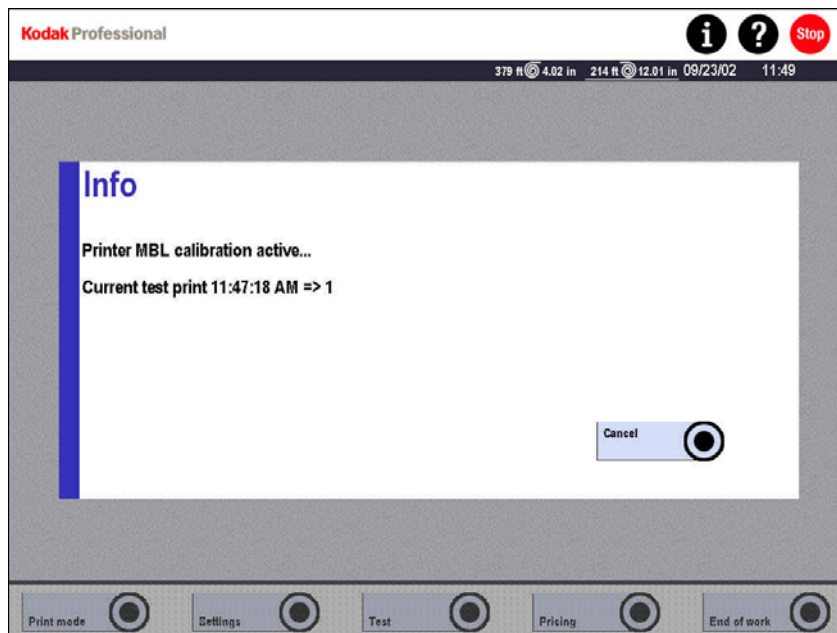 Kodak Professional
i ? Stop
379 ft 4.02 in 214 ft 12.01 in 09/23/02 11:49
Info
Printer MBL calibration active...
Current test print 11:47:18 AM => 1
Cancel
Print mode Settings Test Pricing End of work